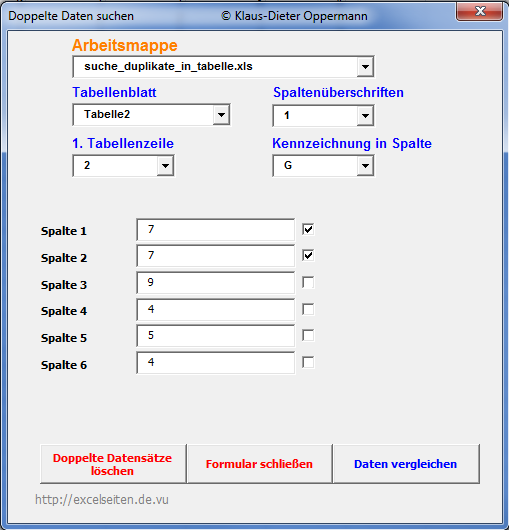 Doppelte Daten suchen © Klaus-Dieter Oppermann
Arbeitsmappe
suche_duplikate_in_tabelle.xls
Tabellenblatt Spaltenüberschriften
Tabelle2 1
1. Tabellenzeile Kennzeichnung in Spalte
2 G
Spalte 1 7
Spalte 2 7
Spalte 3 9
Spalte 4 4
Spalte 5 5
Spalte 6 4
Doppelte Datensätze
löschen
Formular schließen
Daten vergleichen
http://excelseiten.de.vu